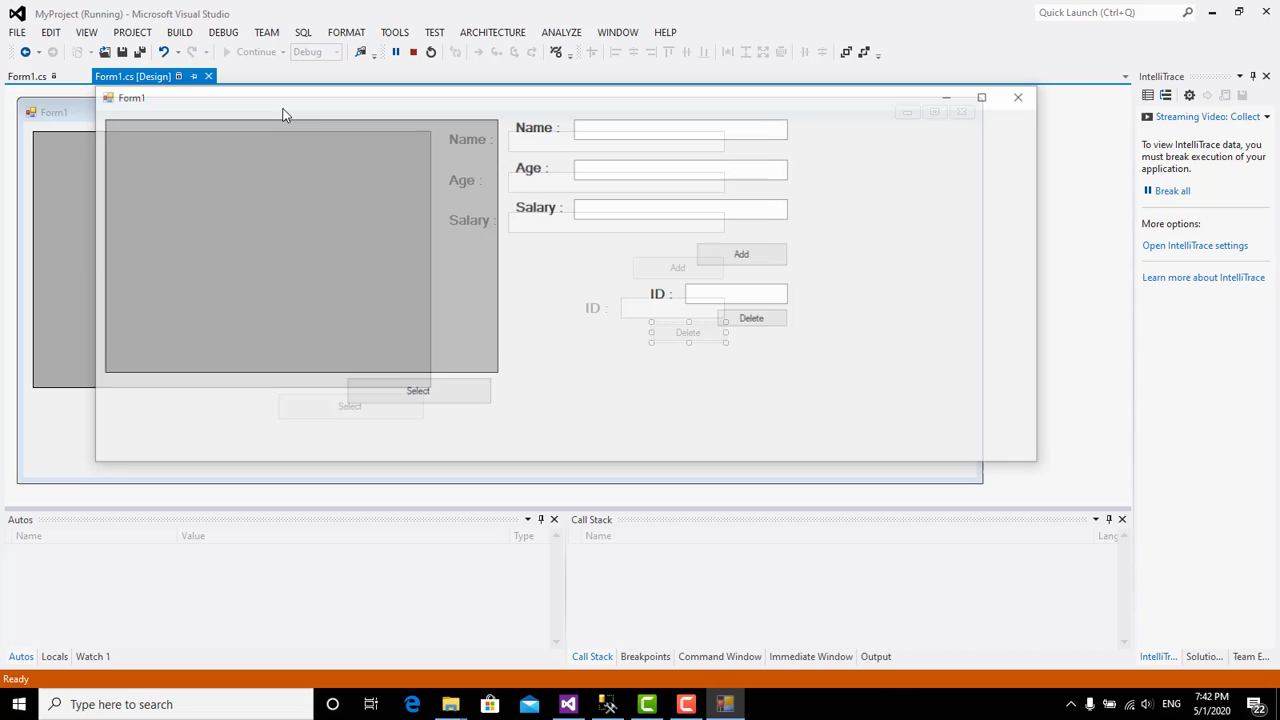 MyProject (Running) - Microsoft Visual Studio
Quick Launch (Ctrl+Q)
FILE EDIT VIEW PROJECT BUILD DEBUG TEAM SQL FORMAT TOOLS TEST ARCHITECTURE ANALYZE WINDOW HELP
Continue Debug
Form1.cs Form1.cs [Design]
IntelliTrace
Form1
Form1
Name :
Name :
Age :
Age :
Salary :
Salary :
Add
Add
ID :
ID :
Delete
Delete
Select
Select
Streaming Video: Collect
To view IntelliTrace data, you
must break execution of your
application.
Break all
More options:
Open IntelliTrace settings
Learn more about IntelliTrace
Autos
Name Value Type
Call Stack
Name Lang
Autos Locals Watch 1
Call Stack Breakpoints Command Window Immediate Window Output
IntelliTr... Solutio... Team E...
Ready
Type here to search
ENG
7:42 PM
5/1/2020
22